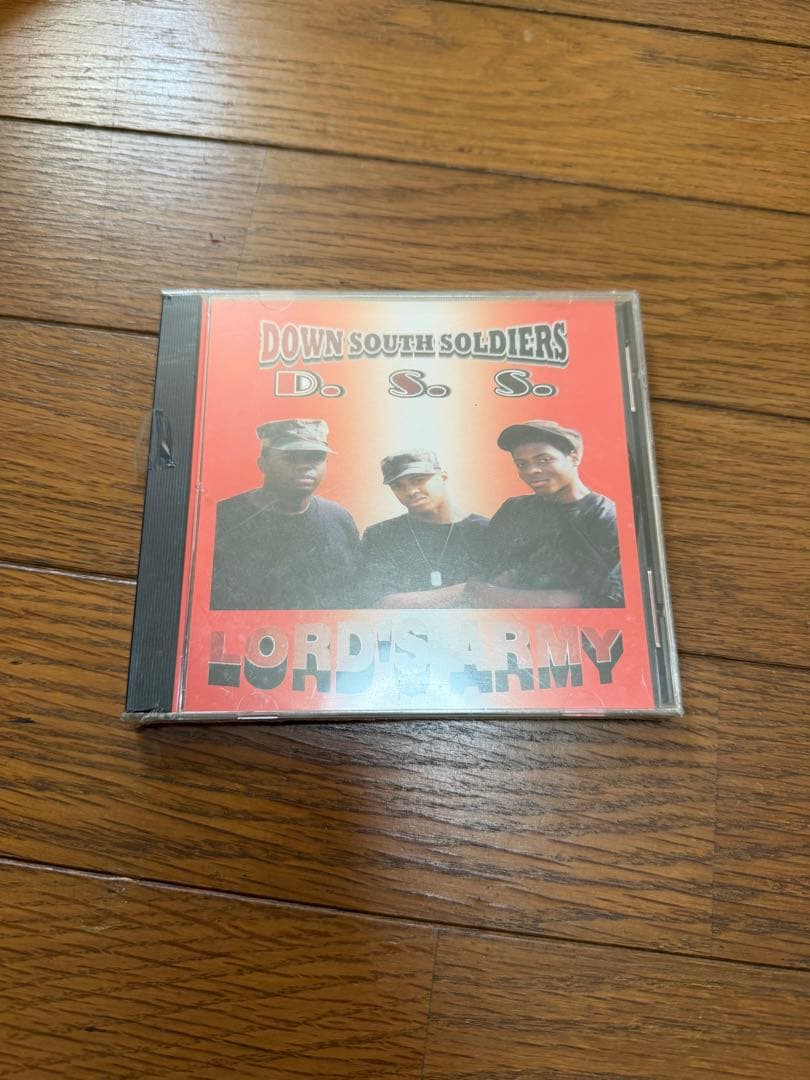 DOWN SOUTH SOLDIERS
D. S. S.
LORD'S ARMY